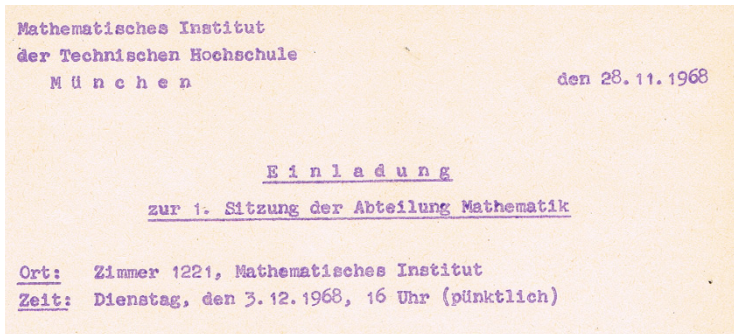 Mathematisches Institut
der Technischen Hochschule
M ü n c h e n
den 28.11.1968
E i n l a d u n g
zur 1. Sitzung der Abteilung Mathematik
Ort: Zimmer 1221, Mathematisches Institut
Zeit: Dienstag, den 3.12.1968, 16 Uhr (pünktlich)